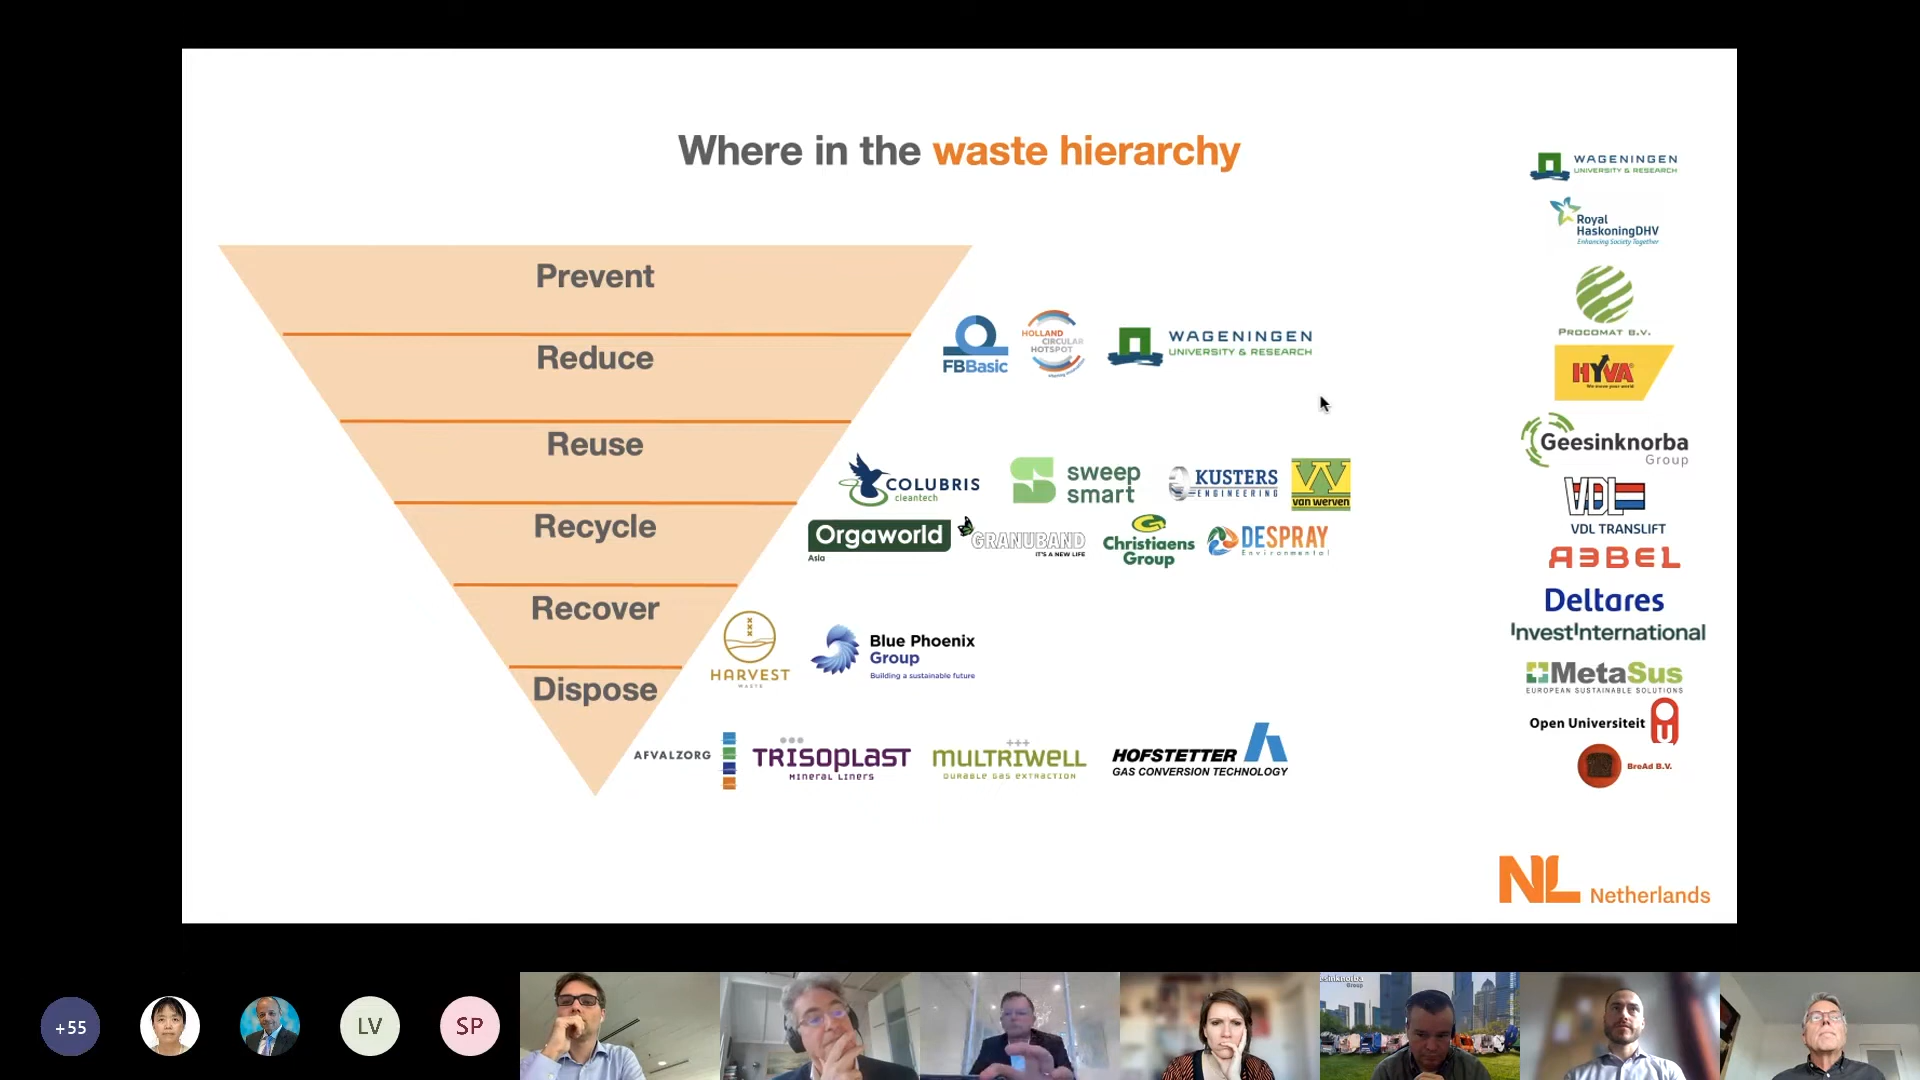 Where in the waste hierarchy
Prevent
Reduce
Reuse
Recycle
Recover
Dispose
FBBasic
HOLLAND
CIRCULAR
HOTSPOT
WAGENINGEN
UNIVERSITY & RESEARCH
COLUBRIS
cleantech
sweep
smart
KUSTERS
ENGINEERING
van werven
Orgaworld
Asia
GRANUBAND
IT'S A NEW LIFE
Christiaens
Group
DESPRAY
Environmental
HARVEST
WASTE
Blue Phoenix
Group
Building a sustainable future
AFVALZORG
TRISOPLAST
MINERAL LINERS
MULTRIWELL
DURABLE GAS EXTRACTION
HOFSTETTER
GAS CONVERSION TECHNOLOGY
WAGENINGEN
UNIVERSITY & RESEARCH
Royal
HaskoningDHV
Enhancing Society Together
PROCOMAT B.V.
HYVA
We move your world
Geesinknorba
Group
VDL
VDL TRANSLIFT
AƎBEL
Deltares
InvestInternational
MetaSus
EUROPEAN SUSTAINABLE SOLUTIONS
Open Universiteit
BreAd B.V.
NL Netherlands
+55
LV
SP
esinknorba
Group